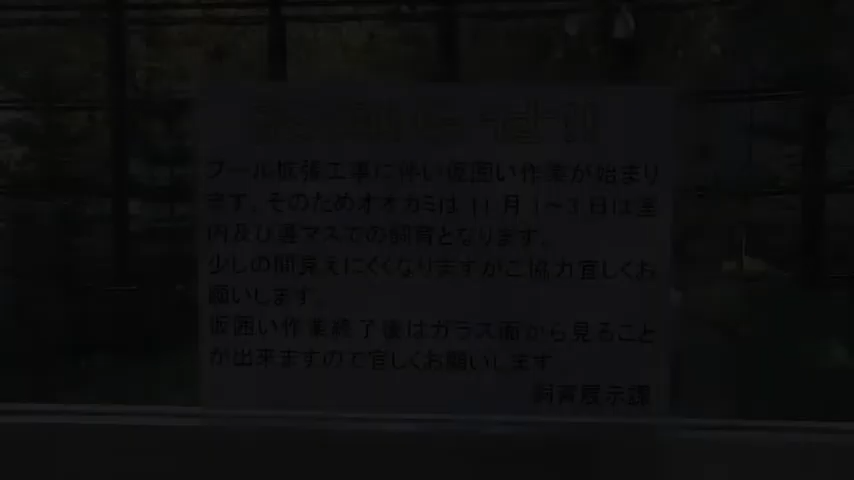 プール拡張工事に伴い仮囲い作業が始まり
ます。そのためオオカミは11月1~3日は室
内及び運マスでの飼育となります。
少しの間見えにくくなりますがご協力宜しくお
願いします。
仮囲い作業終了後はガラス面から見ること
が出来ますので宜しくお願いします
飼育展示課